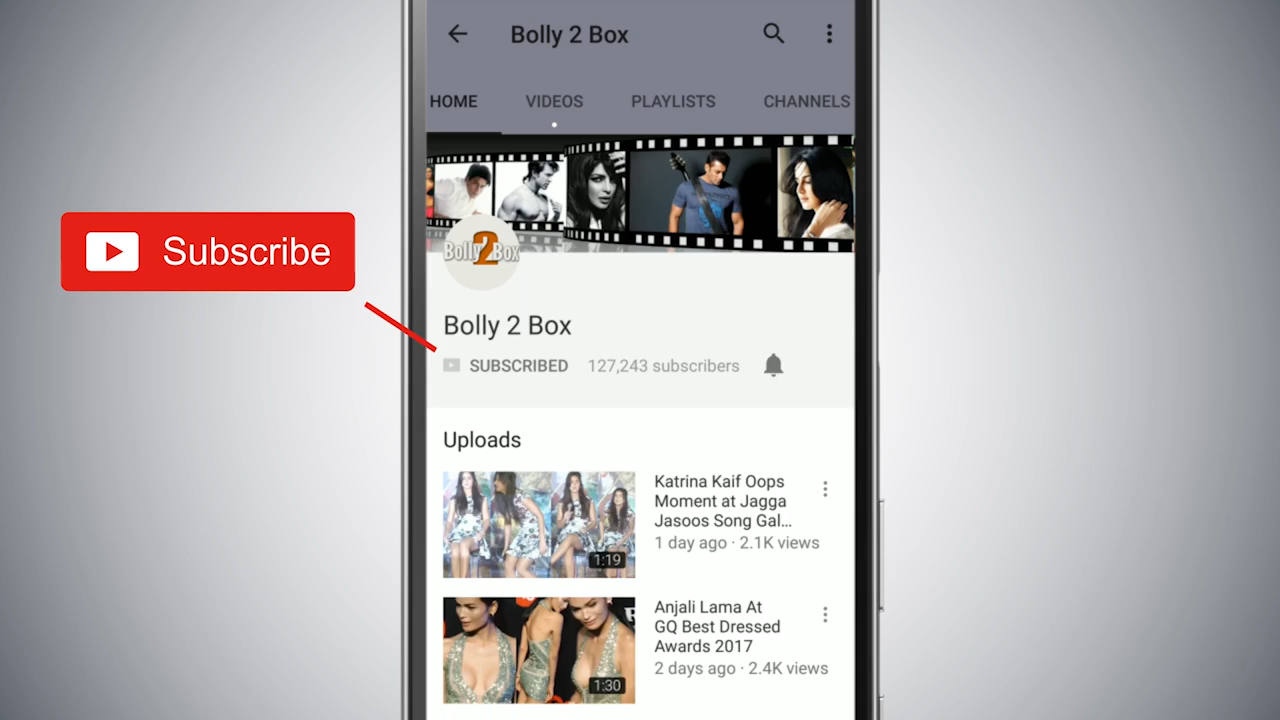 Bolly 2 Box
HOME VIDEOS PLAYLISTS CHANNELS
Subscribe
Bolly 2 Box
Bolly 2 Box
SUBSCRIBED 127,243 subscribers
Uploads
Katrina Kaif Oops
Moment at Jagga
Jasoos Song Gal...
1 day ago · 2.1K views
1:19
Anjali Lama At
GQ Best Dressed
Awards 2017
2 days ago · 2.4K views
1:30